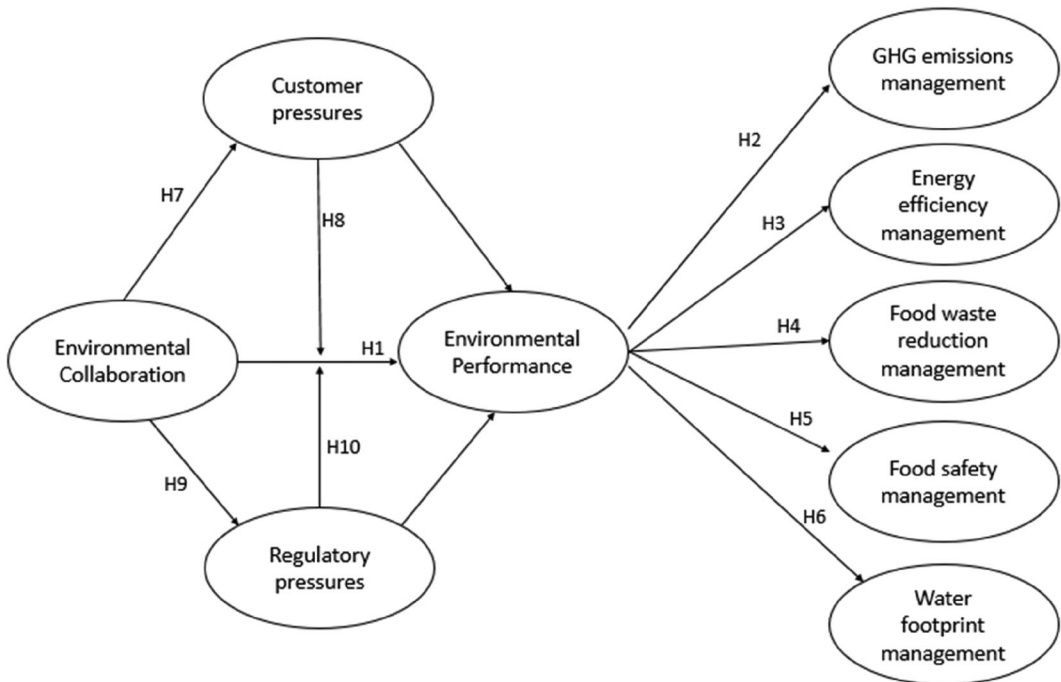 GHG emissions
management
Customer
pressures
H2
Energy
efficiency
management
H7
H8
H3
Environmental
Collaboration
H1
Environmental
Performance
H4
Food waste
reduction
management
H5
H9
H10
Food safety
management
H6
Regulatory
pressures
Water
footprint
management